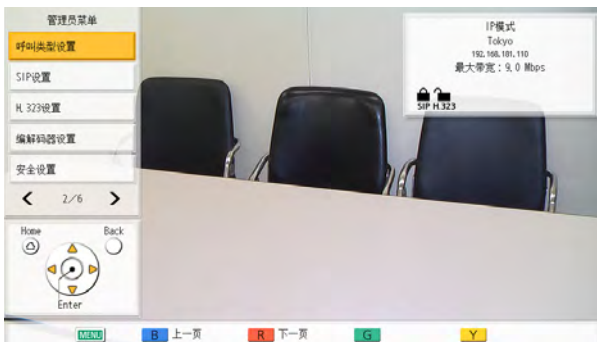 管理员菜单
呼叫类型设置
SIP设置
H.323设置
编解码器设置
安全设置
2/6
Home
Back
Enter
IP模式
Tokyo
192.168.181.110
最大带宽：9.0 Mbps
SIP H.323
MENU
B 上一页
R 下一页
G
Y